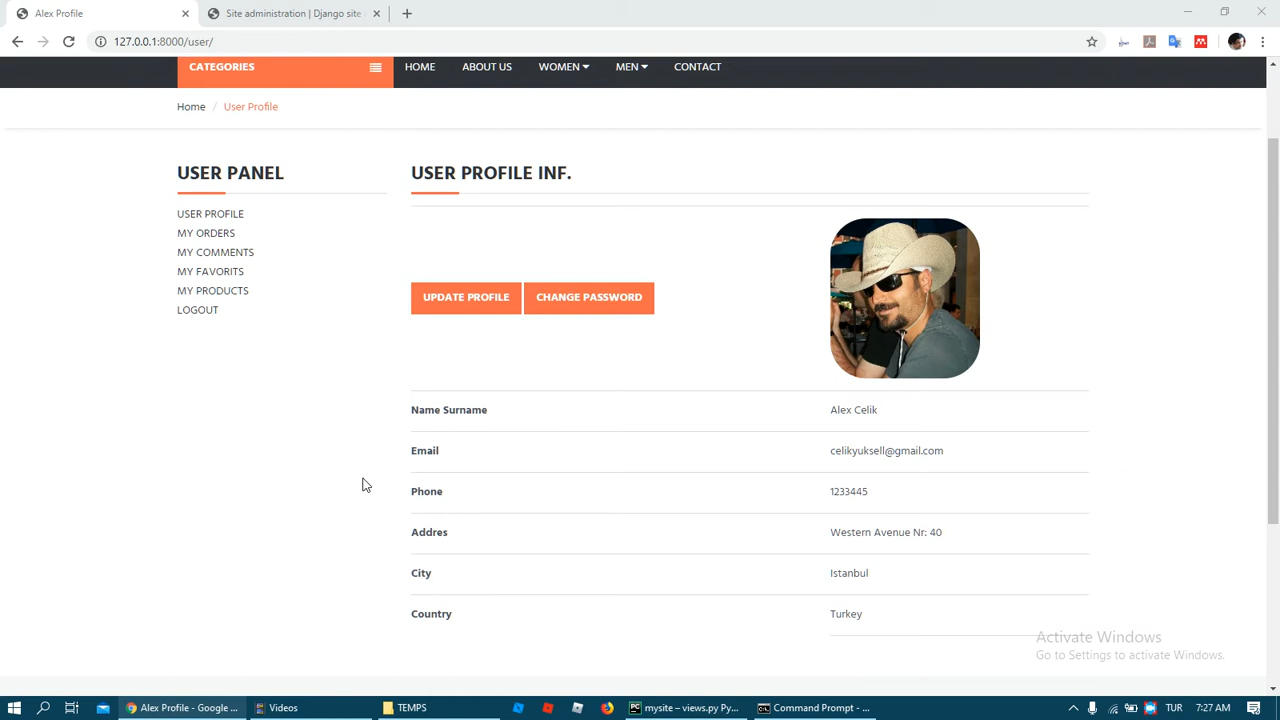 Alex Profile
Site administration | Django site
127.0.0.1:8000/user/
CATEGORIES
HOME
ABOUT US
WOMEN
MEN
CONTACT
Home / User Profile
USER PANEL
USER PROFILE
MY ORDERS
MY COMMENTS
MY FAVORITS
MY PRODUCTS
LOGOUT
USER PROFILE INF.
UPDATE PROFILE
CHANGE PASSWORD
Name Surname
Alex Celik
Email
celikyuksell@gmail.com
Phone
1233445
Addres
Western Avenue Nr: 40
City
Istanbul
Country
Turkey
Activate Windows
Go to Settings to activate Windows.
Alex Profile - Google ...
Videos
TEMPS
mysite – views.py Py...
Command Prompt - ...
TUR
7:27 AM